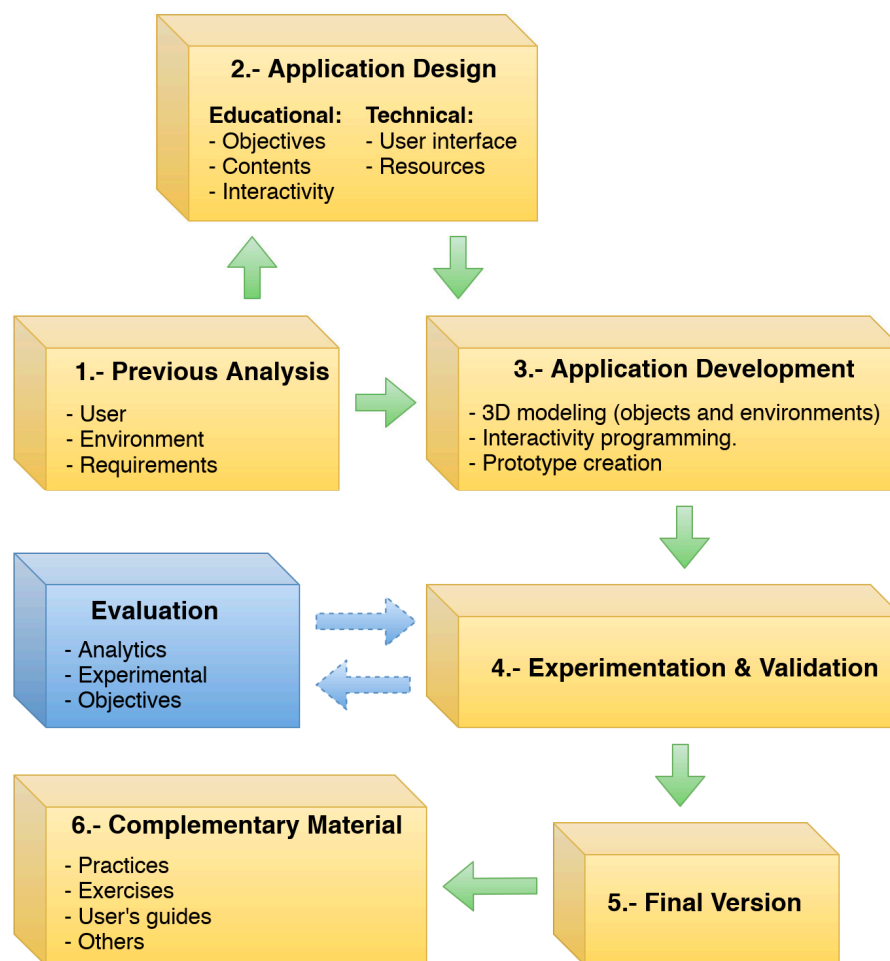 2.- Application Design
Educational:
- Objectives
- Contents
- Interactivity
Technical:
- User interface
- Resources
1.- Previous Analysis
- User
- Environment
- Requirements
3.- Application Development
- 3D modeling (objects and environments)
- Interactivity programming.
- Prototype creation
Evaluation
- Analytics
- Experimental
- Objectives
4.- Experimentation & Validation
6.- Complementary Material
- Practices
- Exercises
- User's guides
- Others
5.- Final Version